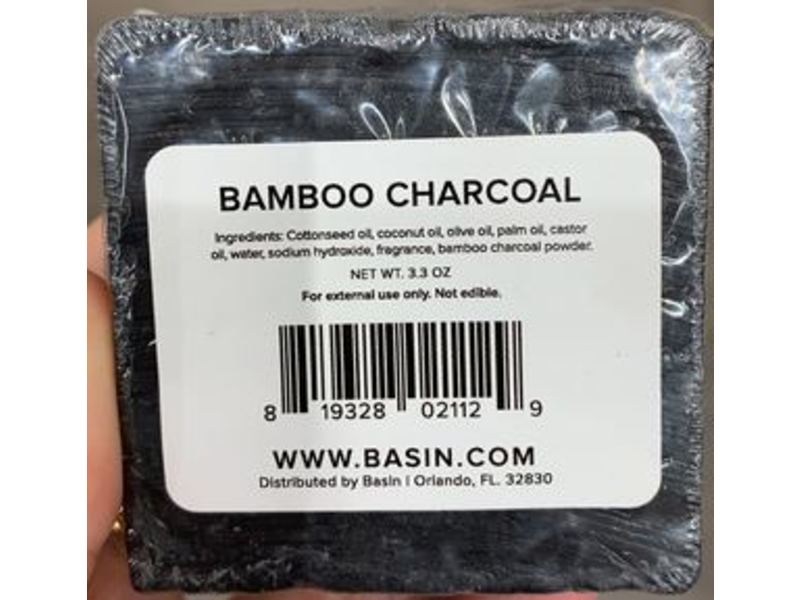 BAMBOO CHARCOAL
Ingredients: Cottonseed oil, coconut oil, olive oil, palm oil, castor
oil, water, sodium hydroxide, fragrance, bamboo charcoal powder.
NET WT. 3.3 OZ
For external use only. Not edible.
8 19328 02112 9
WWW.BASIN.COM
Distributed by Basin | Orlando, FL. 32830